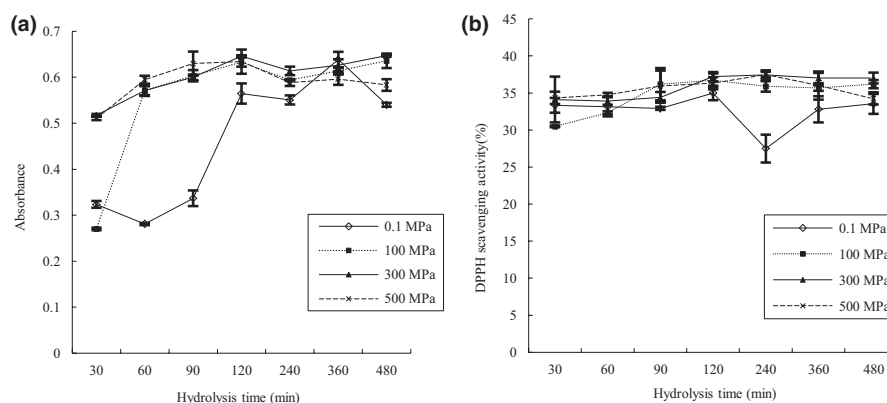 (a)
0.7
0.6
0.5
0.4
0.3
0.2
0.1
0
Absorbance
30 60 90 120 240 360 480
Hydrolysis time (min)
0.1 MPa
100 MPa
300 MPa
500 MPa
(b)
45
40
35
30
25
20
15
10
5
0
DPPH scavenging activity(%)
30 60 90 120 240 360 480
Hydrolysis time (min)
0.1 MPa
100 MPa
300 MPa
500 MPa